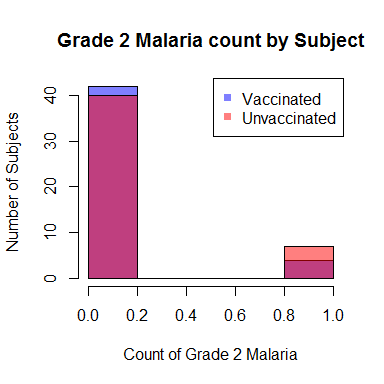 Grade 2 Malaria count by Subject
Number of Subjects
40
30
20
10
0
Vaccinated
Unvaccinated
0.0 0.2 0.4 0.6 0.8 1.0
Count of Grade 2 Malaria